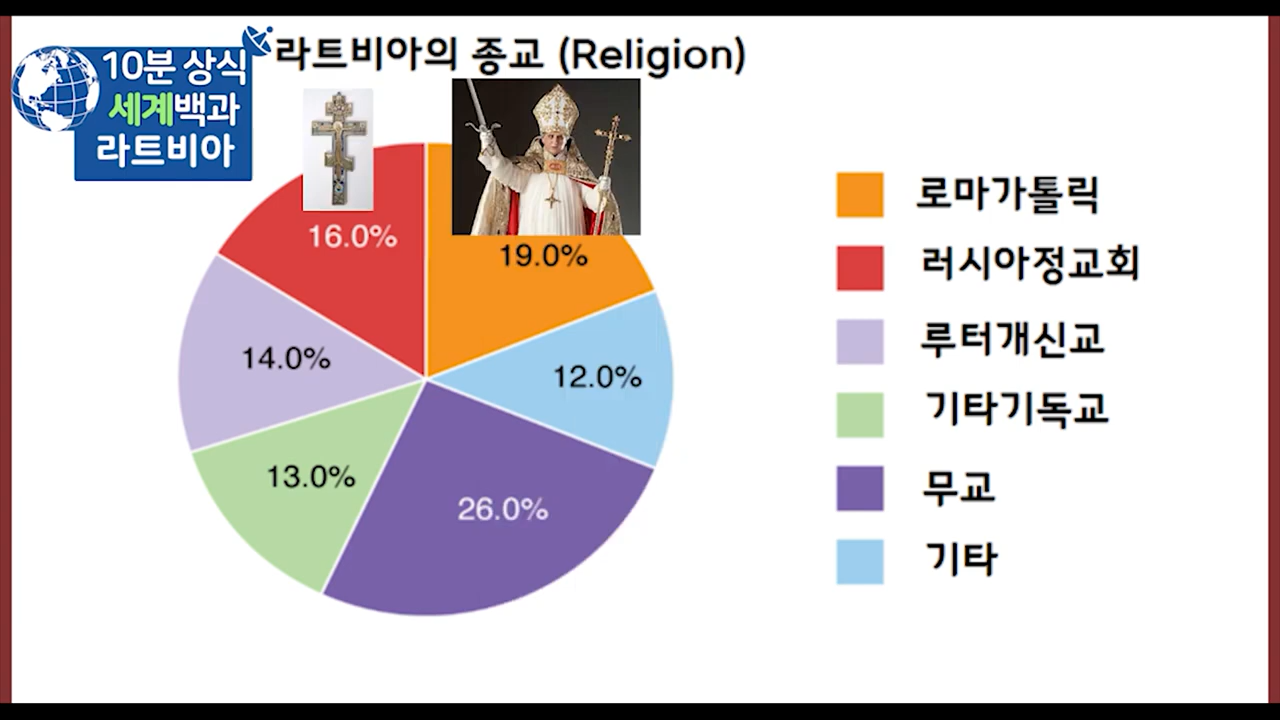 10분 상식
세계백과
라트비아
라트비아의 종교 (Religion)
16.0%
19.0%
14.0%
12.0%
13.0%
26.0%
로마가톨릭
러시아정교회
루터개신교
기타기독교
무교
기타